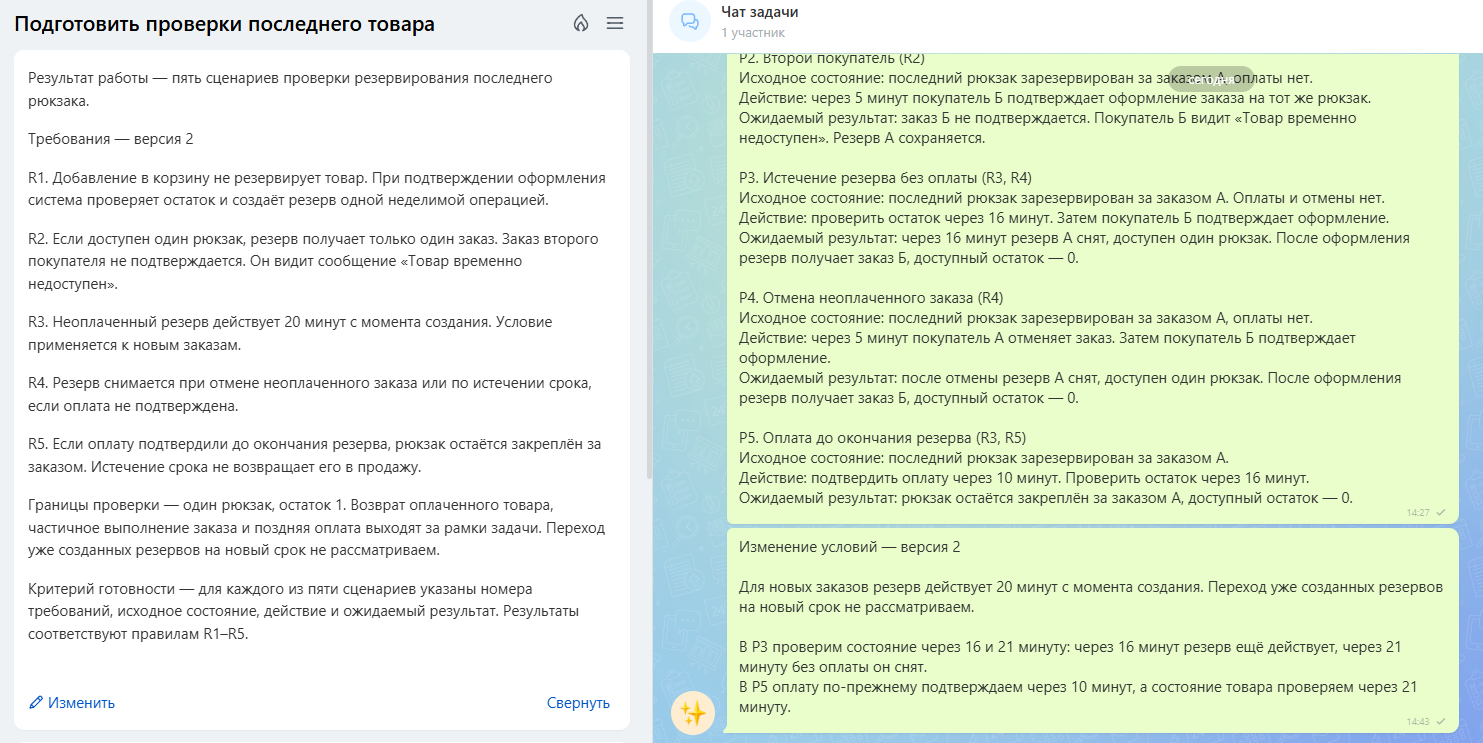 Подготовить проверки последнего товара
Результат работы — пять сценариев проверки резервирования последнего
рюкзака.
Требования — версия 2
R1. Добавление в корзину не резервирует товар. При подтверждении оформления
система проверяет остаток и создаёт резерв одной неделимой операцией.
R2. Если доступен один рюкзак, резерв получает только один заказ. Заказ второго
покупателя не подтверждается. Он видит сообщение «Товар временно
недоступен».
R3. Неоплаченный резерв действует 20 минут с момента создания. Условие
применяется к новым заказам.
R4. Резерв снимается при отмене неоплаченного заказа или по истечении срока,
если оплата не подтверждена.
R5. Если оплату подтвердили до окончания резерва, рюкзак остаётся закреплён за
заказом. Истечение срока не возвращает его в продажу.
Границы проверки — один рюкзак, остаток 1. Возврат оплаченного товара,
частичное выполнение заказа и поздняя оплата выходят за рамки задачи. Переход
уже созданных резервов на новый срок не рассматриваем.
Критерий готовности — для каждого из пяти сценариев указаны номера
требований, исходное состояние, действие и ожидаемый результат. Результаты
соответствуют правилам R1–R5.
Изменить
Свернуть
Чат задачи
1 участник
P2. Второй покупатель (R2)
сегодня
Исходное состояние: последний рюкзак зарезервирован за заказом А, оплаты нет.
Действие: через 5 минут покупатель Б подтверждает оформление заказа на тот же рюкзак.
Ожидаемый результат: заказ Б не подтверждается. Покупатель Б видит «Товар временно
недоступен». Резерв А сохраняется.
P3. Истечение резерва без оплаты (R3, R4)
Исходное состояние: последний рюкзак зарезервирован за заказом А. Оплаты и отмены нет.
Действие: проверить остаток через 16 минут. Затем покупатель Б подтверждает оформление.
Ожидаемый результат: через 16 минут резерв А снят, доступен один рюкзак. После оформления
резерв получает заказ Б, доступный остаток — 0.
P4. Отмена неоплаченного заказа (R4)
Исходное состояние: последний рюкзак зарезервирован за заказом А, оплаты нет.
Действие: через 5 минут покупатель А отменяет заказ. Затем покупатель Б подтверждает
оформление.
Ожидаемый результат: после отмены резерв А снят, доступен один рюкзак. После оформления
резерв получает заказ Б, доступный остаток — 0.
P5. Оплата до окончания резерва (R3, R5)
Исходное состояние: последний рюкзак зарезервирован за заказом А.
Действие: подтвердить оплату через 10 минут. Проверить остаток через 16 минут.
Ожидаемый результат: рюкзак остаётся закреплён за заказом А, доступный остаток — 0.
14:27
Изменение условий — версия 2
Для новых заказов резерв действует 20 минут с момента создания. Переход уже созданных резервов
на новый срок не рассматриваем.
В P3 проверим состояние через 16 и 21 минуту: через 16 минут резерв ещё действует, через 21
минуту без оплаты он снят.
В P5 оплату по-прежнему подтверждаем через 10 минут, а состояние товара проверяем через 21
минуту.
14:43